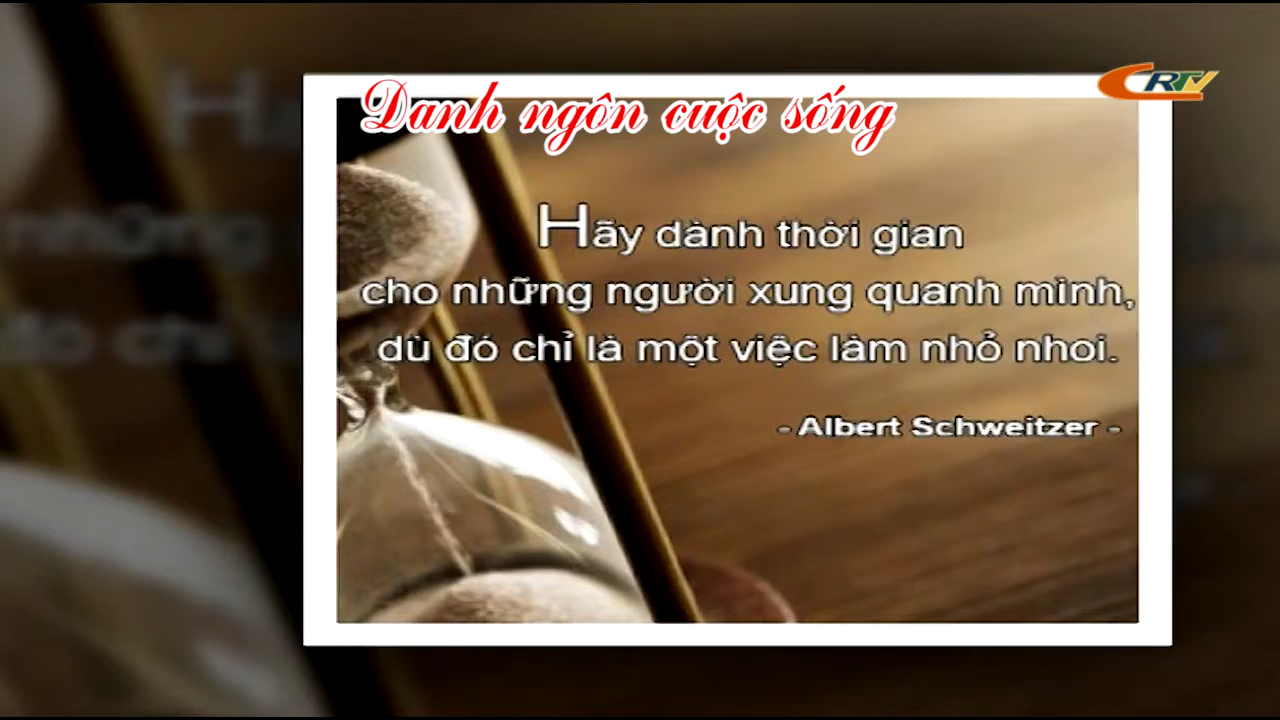 Danh ngôn cuộc sống
CRTV
Hãy dành thời gian
cho những người xung quanh mình,
dù đó chỉ là một việc làm nhỏ nhoi.
- Albert Schweitzer -